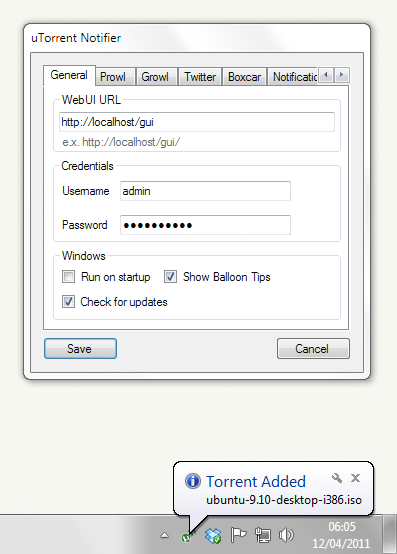 uTorrent Notifier
General Prowl Growl Twitter Boxcar Notificatio
WebUI URL
http://localhost/gui
e.x. http://localhost/gui/
Credentials
Username admin
Password ●●●●●●●●●●
Windows
Run on startup Show Balloon Tips
Check for updates
Save Cancel
Torrent Added
ubuntu-9.10-desktop-i386.iso
06:05
12/04/2011